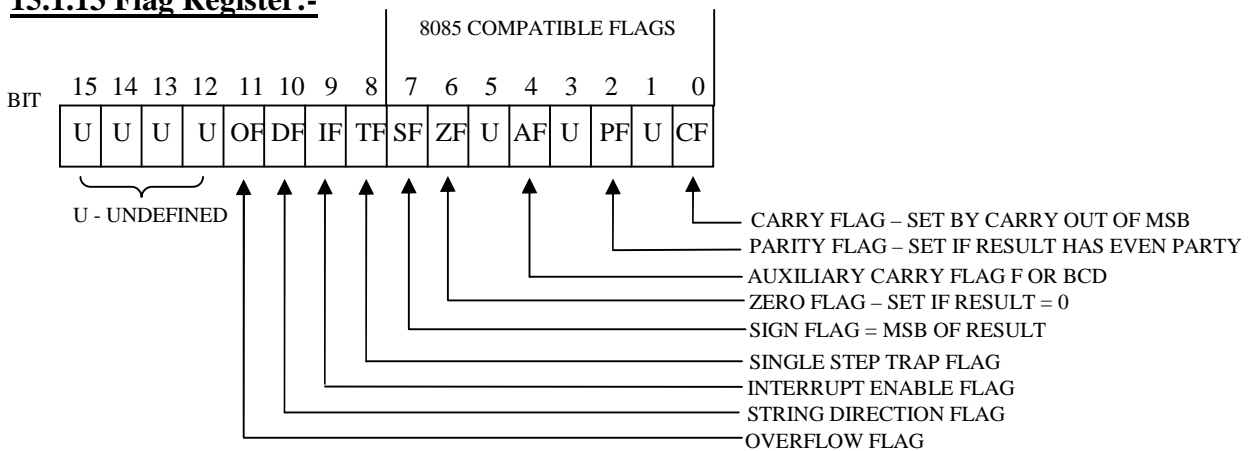 15.1.15 Flag Register:-
8085 COMPATIBLE FLAGS
BIT 15 14 13 12 11 10 9 8 7 6 5 4 3 2 1 0
U U U U OF DF IF TF SF ZF U AF U PF U CF
U - UNDEFINED
CARRY FLAG – SET BY CARRY OUT OF MSB
PARITY FLAG – SET IF RESULT HAS EVEN PARTY
AUXILIARY CARRY FLAG F OR BCD
ZERO FLAG – SET IF RESULT = 0
SIGN FLAG = MSB OF RESULT
SINGLE STEP TRAP FLAG
INTERRUPT ENABLE FLAG
STRING DIRECTION FLAG
OVERFLOW FLAG